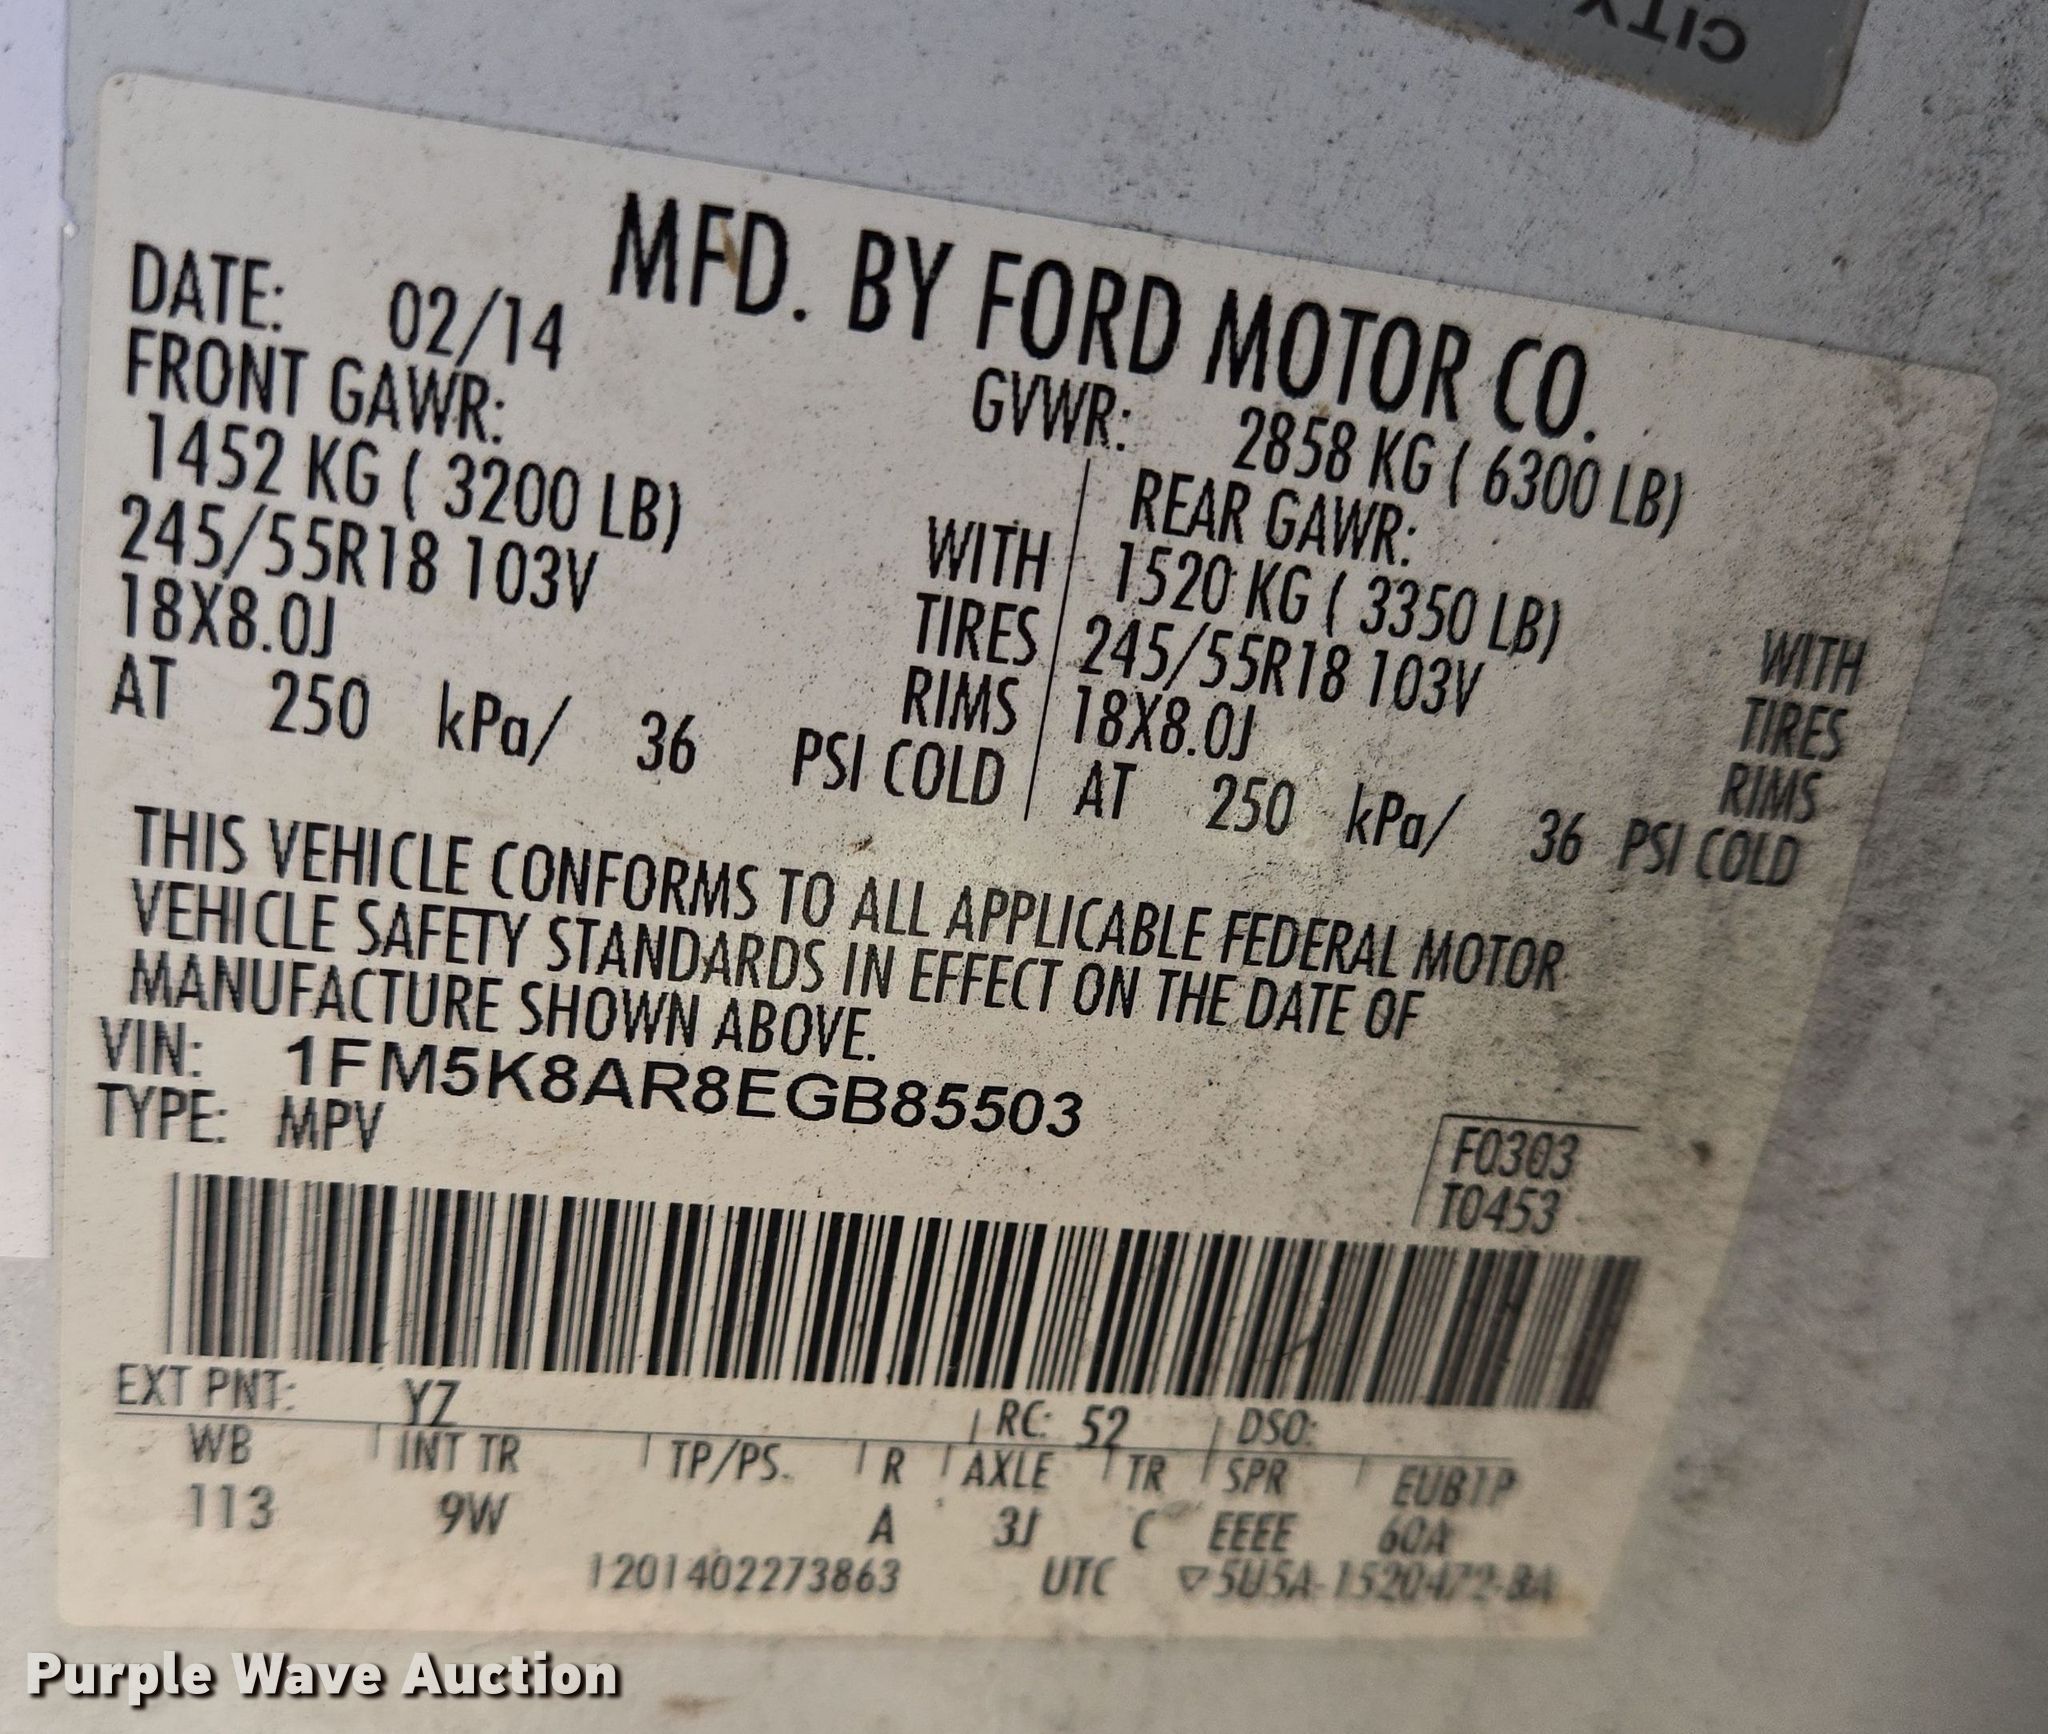 CITY
MFD. BY FORD MOTOR CO.
DATE: 02/14 GVWR: 2858 KG ( 6300 LB)
FRONT GAWR: REAR GAWR:
1452 KG ( 3200 LB) WITH 1520 KG ( 3350 LB) WITH
245/55R18 103V TIRES 245/55R18 103V TIRES
18X8.0J RIMS 18X8.0J RIMS
AT 250 kPa/ 36 PSI COLD AT 250 kPa/ 36 PSI COLD
THIS VEHICLE CONFORMS TO ALL APPLICABLE FEDERAL MOTOR
VEHICLE SAFETY STANDARDS IN EFFECT ON THE DATE OF
MANUFACTURE SHOWN ABOVE.
VIN: 1FM5K8AR8EGB85503
TYPE: MPV
F0303
T0453
EXT PNT: YZ RC: 52 DSO:
WB INT TR TP/PS R AXLE TR SPR EUB1P
113 9W A 3J C EEEE 60A
1201402273863 UTC ▽5U5A-1520472-BA
Purple Wave Auction